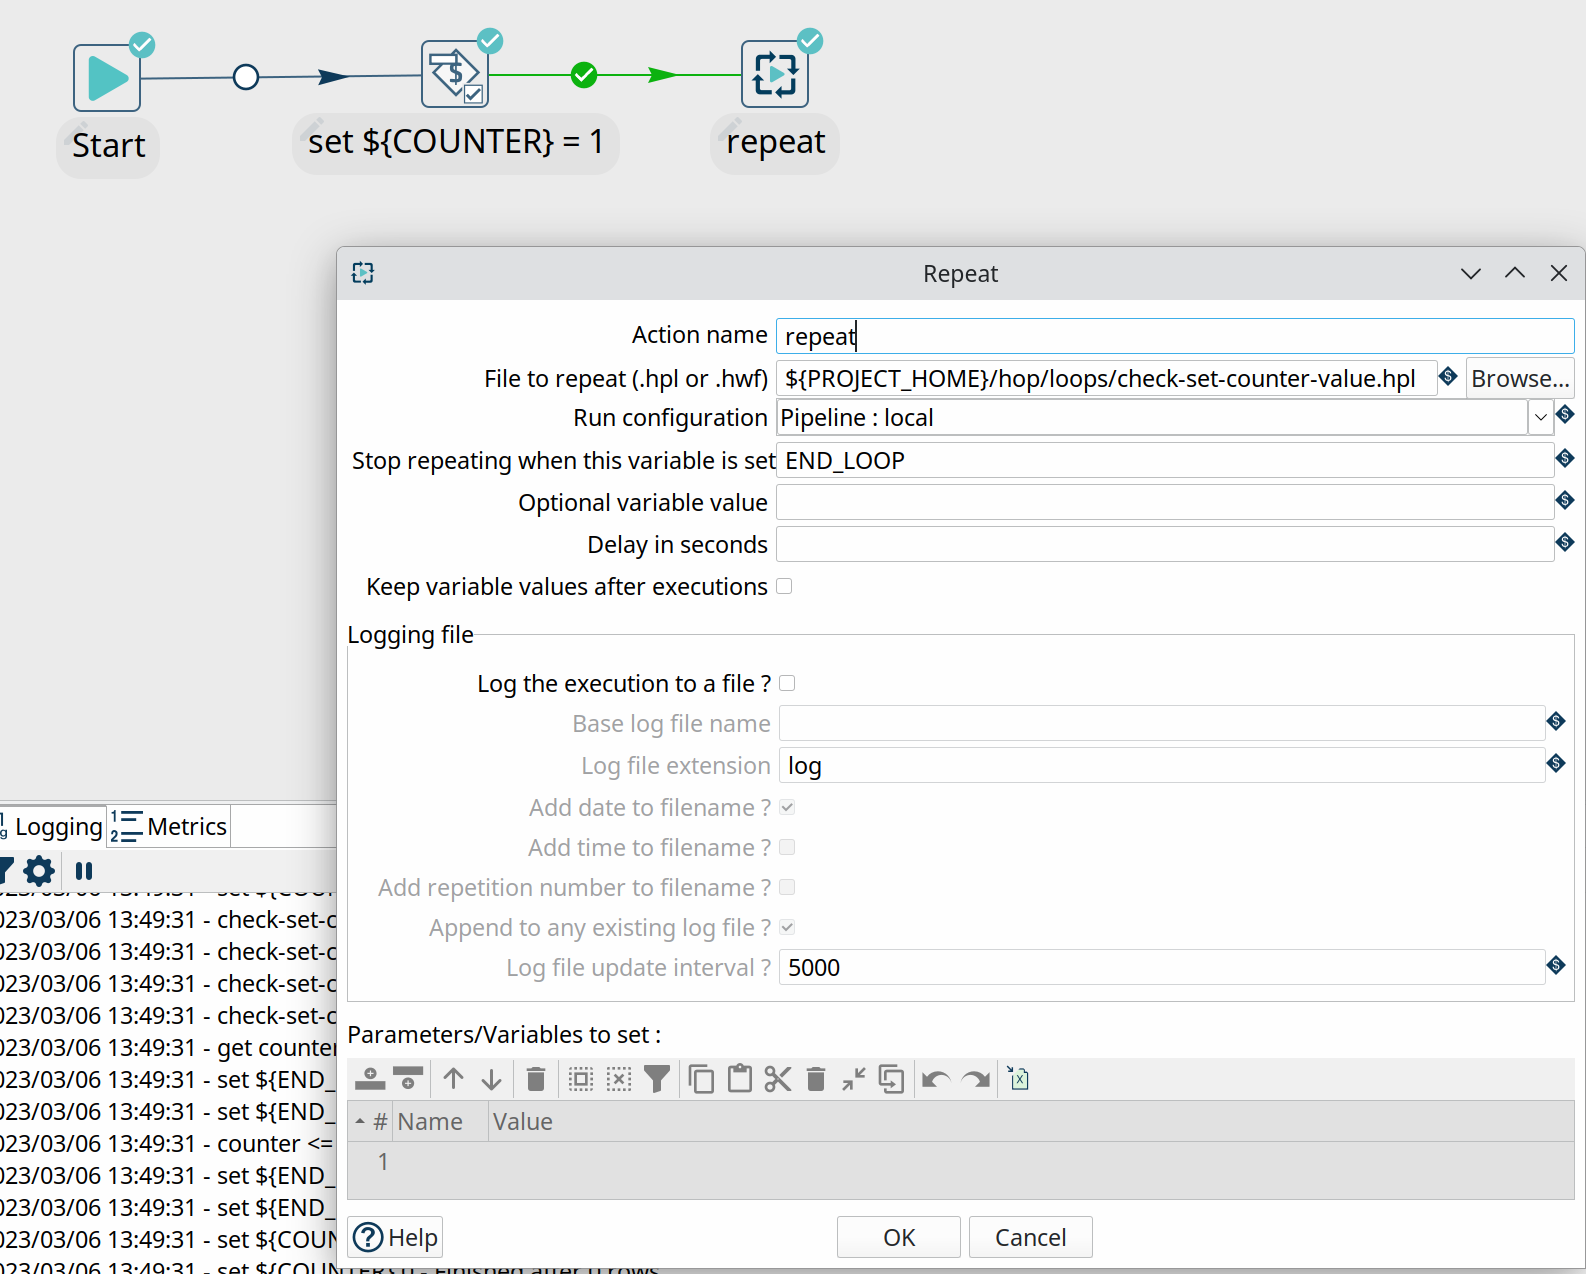 Start
set ${COUNTER} = 1
repeat
Repeat
Action name
repeat
File to repeat (.hpl or .hwf)
${PROJECT_HOME}/hop/loops/check-set-counter-value.hpl
Browse...
Run configuration
Pipeline : local
Stop repeating when this variable is set
END_LOOP
Optional variable value
Delay in seconds
Keep variable values after executions
Logging file
Log the execution to a file ?
Base log file name
Log file extension
log
Add date to filename ?
Add time to filename ?
Add repetition number to filename ?
Append to any existing log file ?
Log file update interval ?
5000
Parameters/Variables to set :
# Name Value
1
Help
OK
Cancel
Logging
Metrics
023/03/06 13:49:31 - check-set-c
023/03/06 13:49:31 - check-set-c
023/03/06 13:49:31 - check-set-c
023/03/06 13:49:31 - check-set-c
023/03/06 13:49:31 - get counter
023/03/06 13:49:31 - set ${END_
023/03/06 13:49:31 - set ${END_
023/03/06 13:49:31 - counter <=
023/03/06 13:49:31 - set ${END_
023/03/06 13:49:31 - set ${END_
023/03/06 13:49:31 - set ${COUN
023/03/06 13:49:31 - set ${COUNTER}